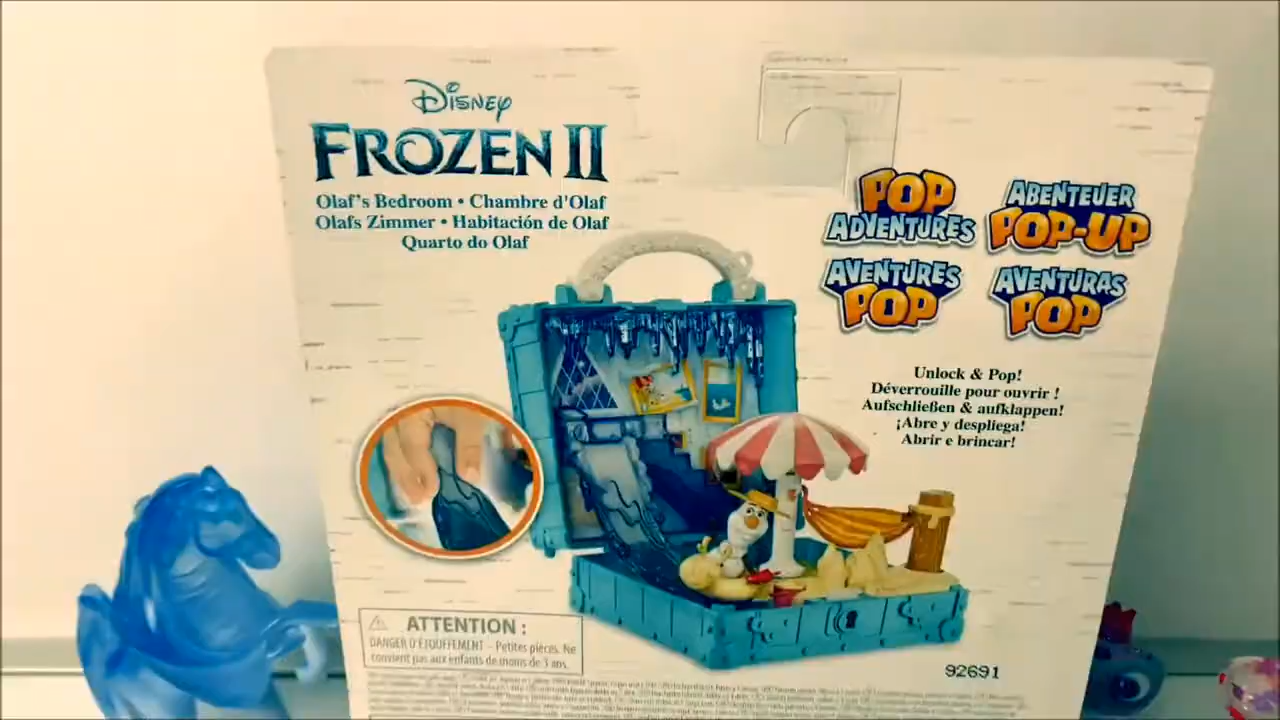 Disney
FROZEN II
Olaf's Bedroom • Chambre d'Olaf
Olafs Zimmer • Habitación de Olaf
Quarto do Olaf
POP
ADVENTURES
ABENTEUER
POP-UP
AVENTURES
POP
AVENTURAS
POP
Unlock & Pop!
Déverrouille pour ouvrir !
Aufschließen & aufklappen!
¡Abre y despliega!
Abrir e brincar!
ATTENTION :
DANGER D'ÉTOUFFEMENT – Petites pièces. Ne
convient pas aux enfants de moins de 3 ans.
92691